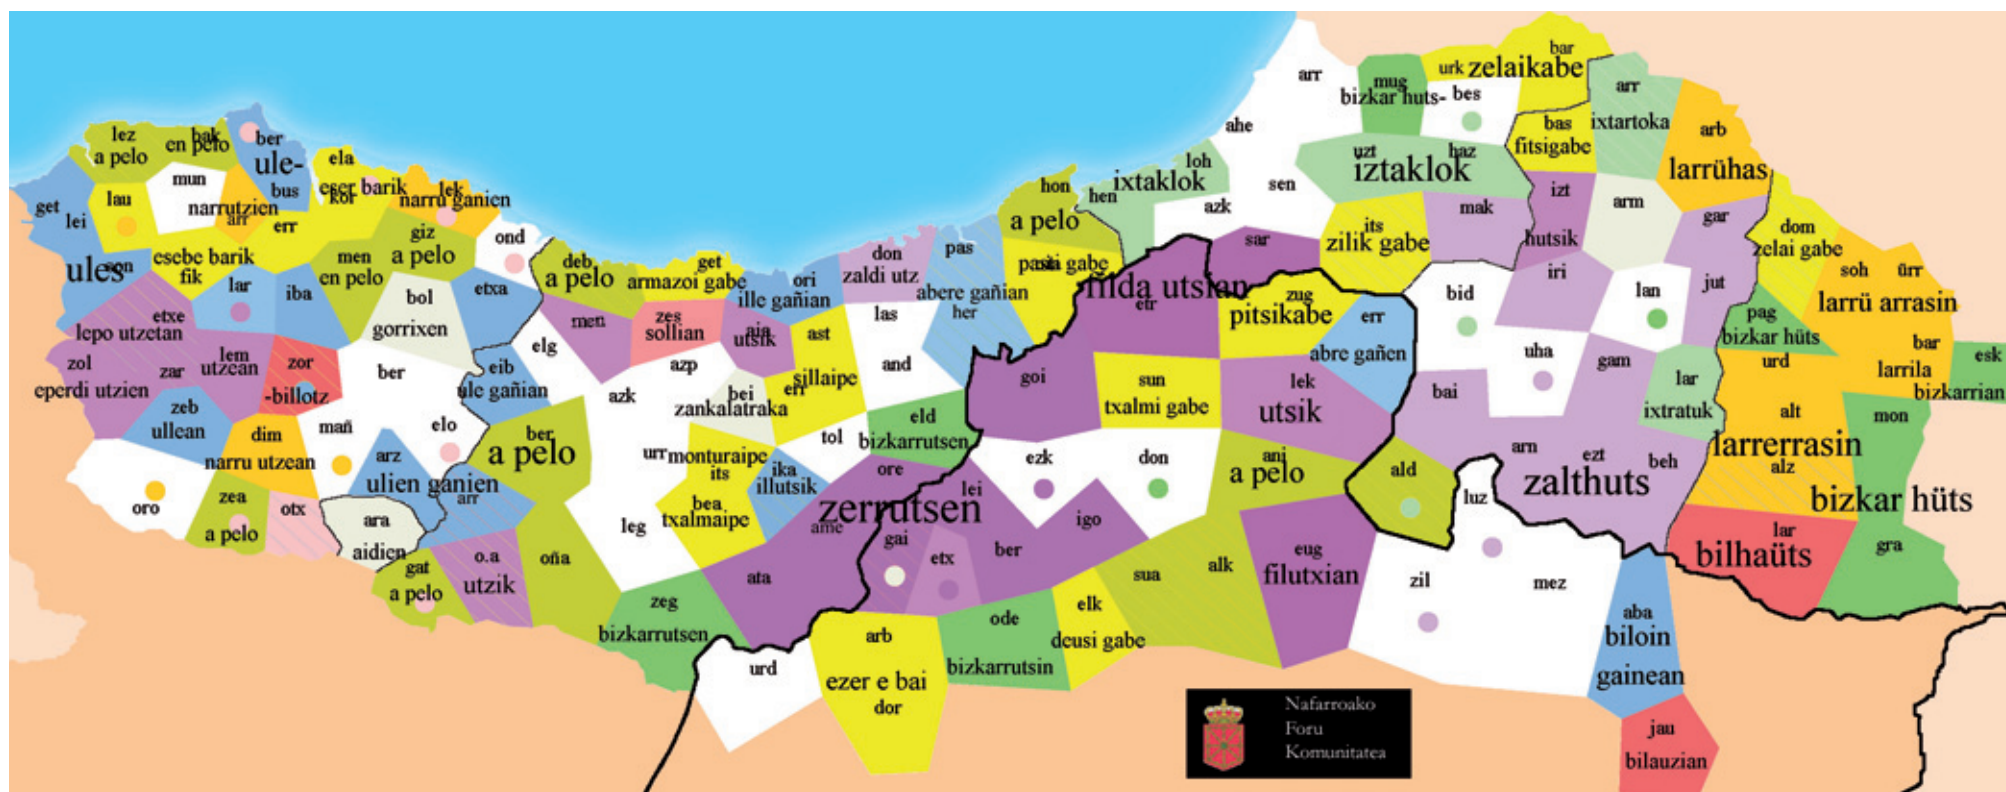 lez
a pelo
bak
en pelo
ber
ule-
bus
mun
get
lei
lau
narrutzien
arr
ela
eser barik
kor
lek
narru ganien
err
giz
a pelo
ond
ules
son
esebe barik
fik
lar
iba
men
en pelo
bol
gorrixen
etxa
etxe
lepo utzetan
zol
eperdi utzien
zar
lem
utzean
zor
-billotz
ber
zeb
ullean
dim
narru utzean
mañ
elo
arz
ulien ganien
arr
oro
zea
a pelo
otx
ara
aidien
gat
a pelo
o.a
utzik
oña
deb
a pelo
men
elg
eib
ule gañian
ber
a pelo
get
armazoi gabe
zes
sollian
azp
azk
ori
ille gañian
aia
utsik
ast
sillaipe
err
bei
zankalatraka
don
zaldi utz
las
and
pas
abere gañian
her
urr
monturaipe
its
bea
txalmaipe
ika
illutsik
tol
eld
bizkarrutsen
leg
ore
zerrutsen
ame
ata
zeg
bizkarrutsen
hon
a pelo
hen
ixtaklok
loh
gabe
azk
sen
ahe
arr
mug
bizkar huts-
bes
urk
zelaikabe
bar
uzt
haz
iztaklok
its
zilik gabe
mak
sar
etr
goi
zug
pitsikabe
err
abre gañen
sun
txalmi gabe
lek
utsik
ezk
don
ani
a pelo
lei
igo
ber
gai
etx
sua
alk
eug
filutxian
ode
bizkarrutsin
elk
deusi gabe
urd
arb
ezer e bai
dor
ald
luz
zil
mez
aba
biloin
gainean
jau
bilauzian
bas
fitsigabe
arr
ixtartoka
arb
larrühas
izt
hutsik
arm
gar
iri
bid
lan
jut
uha
bai
gam
lar
ixtratuk
arn
ezt
beh
zalthuts
dom
zelai gabe
soh
ürr
larrü arrasin
pag
bizkar hüts
urd
bar
larrila
esk
bizkarrian
alt
mon
larrerrasin
alz
bizkar hüts
lar
bilhaüts
gra
Nafarroako
Foru
Komunitatea